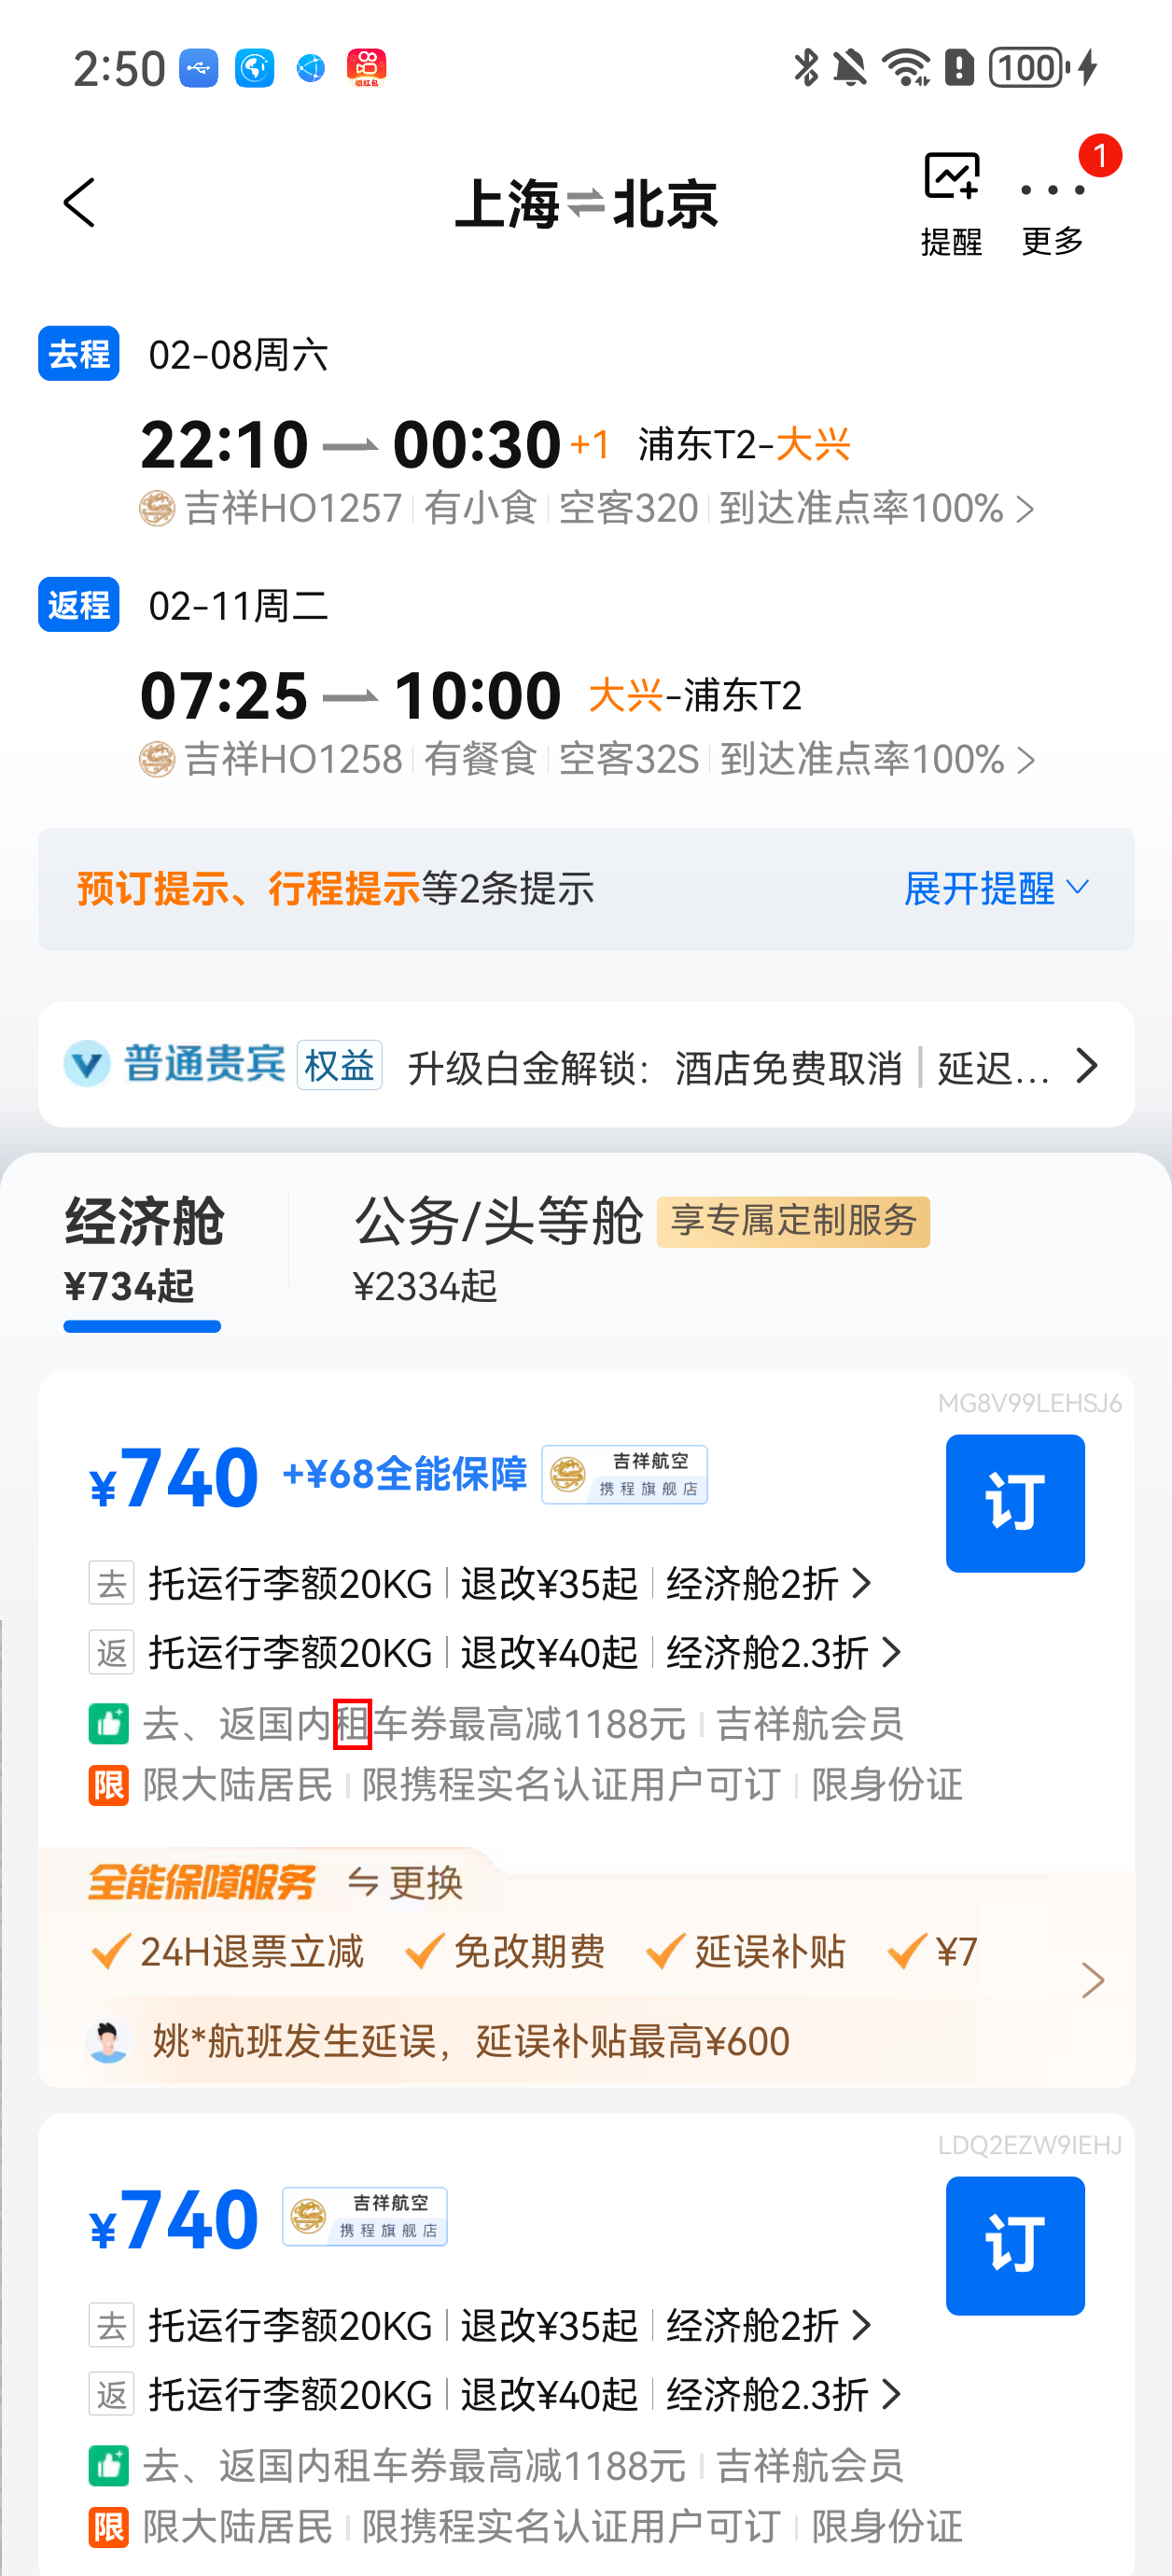 2:50
领红包
100
上海⇌北京
提醒
更多
1
去程 02-08周六
22:10 00:30 +1 浦东T2-大兴
吉祥HO1257 有小食 空客320 到达准点率100%
返程 02-11周二
07:25 10:00 大兴-浦东T2
吉祥HO1258 有餐食 空客32S 到达准点率100%
预订提示、行程提示等2条提示 展开提醒
普通贵宾 权益 升级白金解锁：酒店免费取消 | 延迟...
经济舱 公务/头等舱 享专属定制服务
¥734起 ¥2334起
MG8V99LEHSJ6
¥740 +¥68全能保障 吉祥航空 携程旗舰店
订
去 托运行李额20KG 退改¥35起 经济舱2折
返 托运行李额20KG 退改¥40起 经济舱2.3折
去、返国内租车券最高减1188元 吉祥航会员
限 限大陆居民 限携程实名认证用户可订 限身份证
全能保障服务 更换
24H退票立减 免改期费 延误补贴 ¥7
姚*航班发生延误，延误补贴最高¥600
LDQ2EZW9IEHJ
¥740 吉祥航空 携程旗舰店
订
去 托运行李额20KG 退改¥35起 经济舱2折
返 托运行李额20KG 退改¥40起 经济舱2.3折
去、返国内租车券最高减1188元 吉祥航会员
限 限大陆居民 限携程实名认证用户可订 限身份证